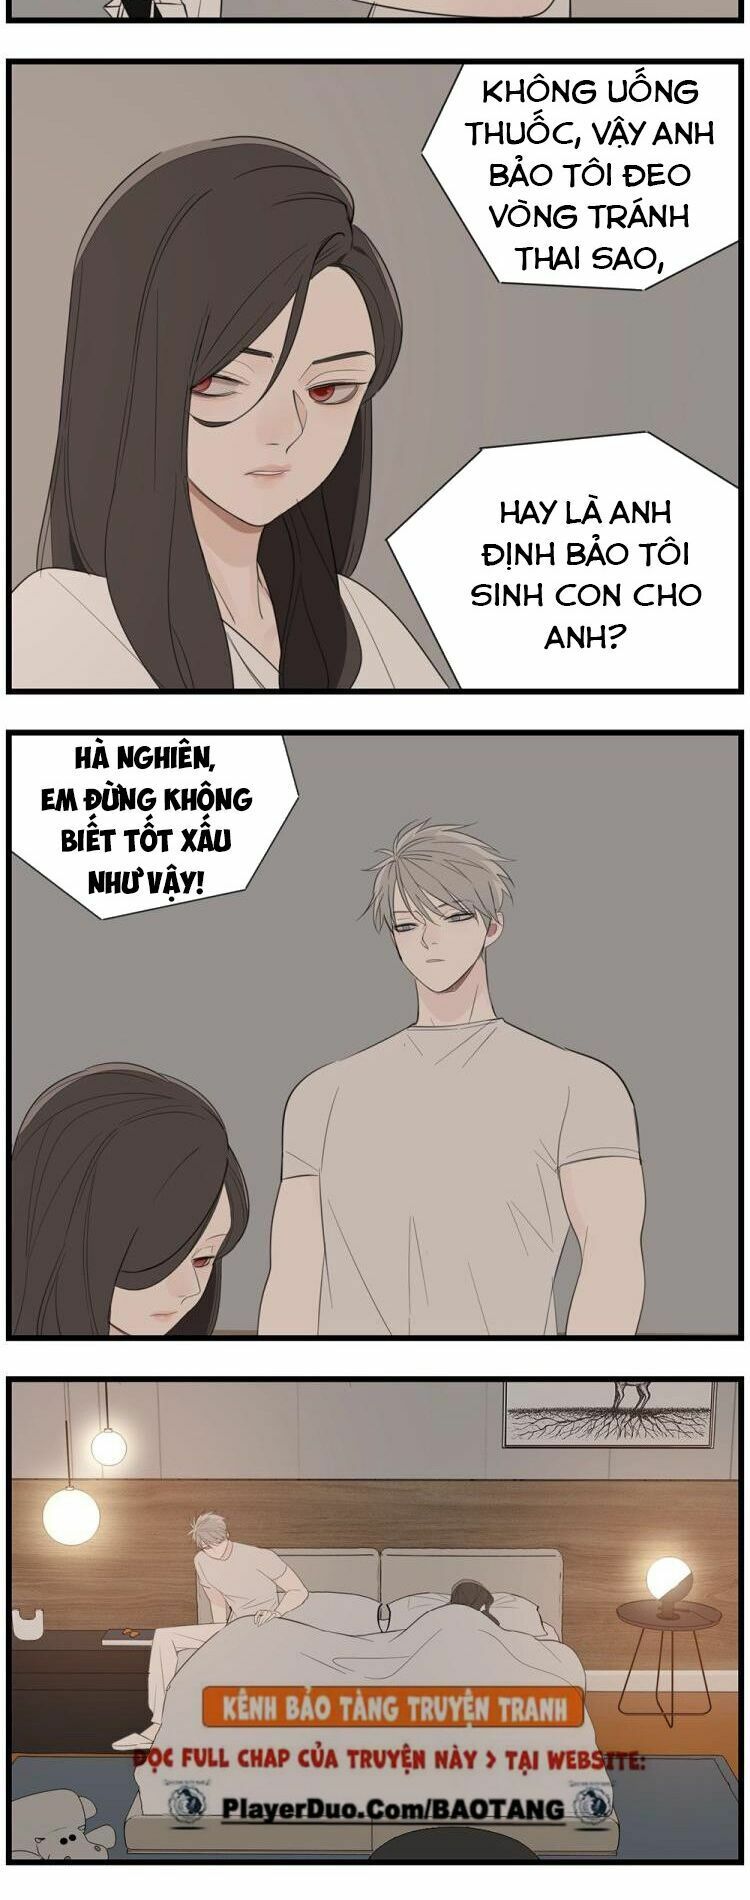 KHÔNG UỐNG
THUỐC, VẬY ANH
BẢO TÔI ĐEO
VÒNG TRÁNH
THAI SAO,
HAY LÀ ANH
ĐỊNH BẢO TÔI
SINH CON CHO
ANH?
HÀ NGHIÊN,
EM ĐỪNG KHÔNG
BIẾT TỐT XẤU
NHƯ VẬY!
KÊNH BẢO TÀNG TRUYỆN TRANH
ĐỌC FULL CHAP CỦA TRUYỆN NÀY > TẠI WEBSITE:
PLAYERDUO.COM/BAOTANG